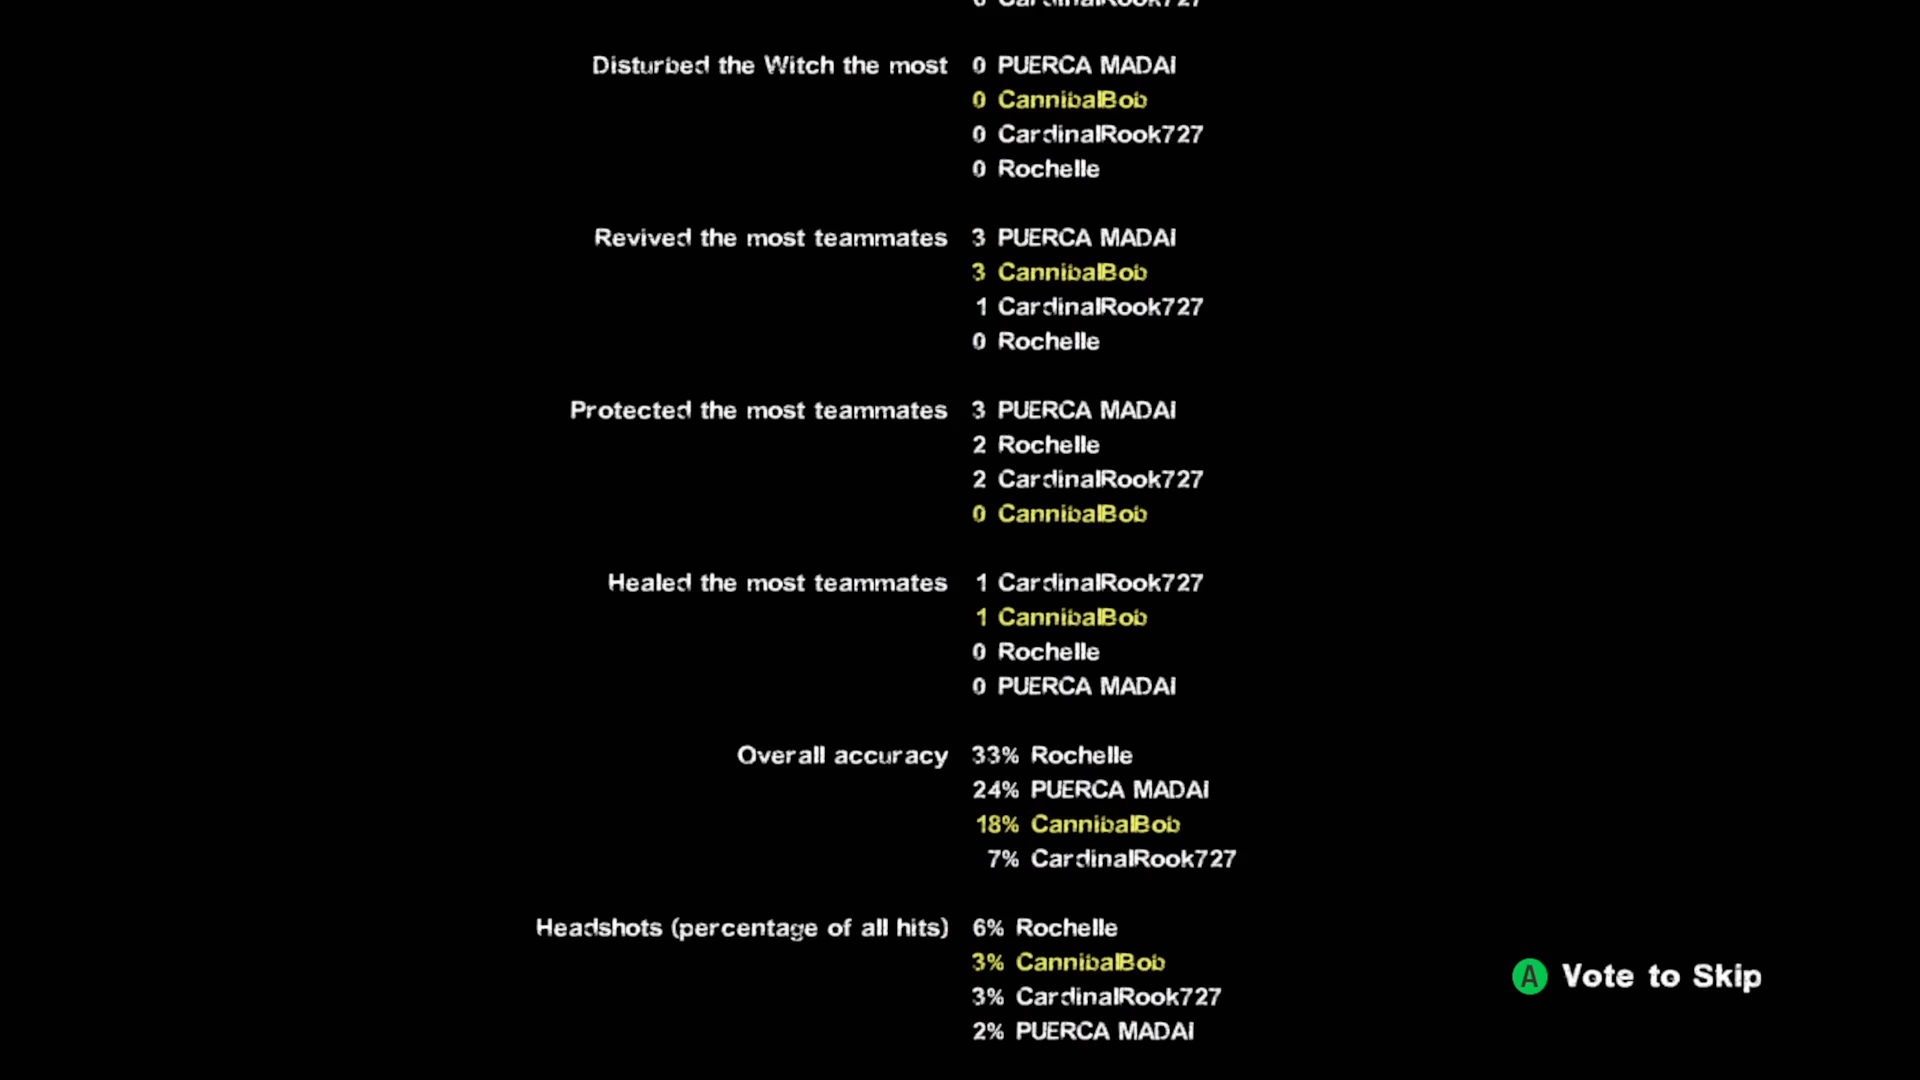 6 CardinalRook727
Disturbed the Witch the most 0 PUERCA MADAi
0 CannibalBob
0 CardinalRook727
0 Rochelle
Revived the most teammates 3 PUERCA MADAi
3 CannibalBob
1 CardinalRook727
0 Rochelle
Protected the most teammates 3 PUERCA MADAi
2 Rochelle
2 CardinalRook727
0 CannibalBob
Healed the most teammates 1 CardinalRook727
1 CannibalBob
0 Rochelle
0 PUERCA MADAi
Overall accuracy 33% Rochelle
24% PUERCA MADAi
18% CannibalBob
7% CardinalRook727
Headshots (percentage of all hits) 6% Rochelle
3% CannibalBob
3% CardinalRook727
2% PUERCA MADAi
A Vote to Skip